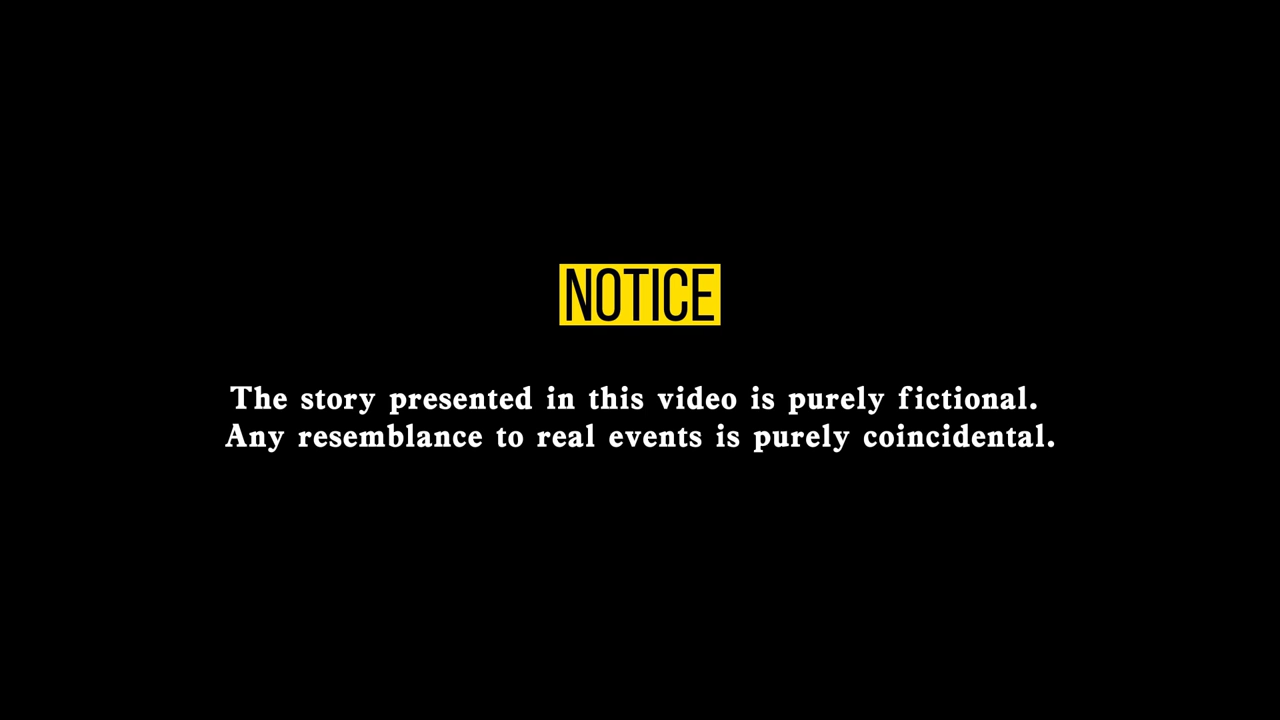 NOTICE
The story presented in this video is purely fictional.
Any resemblance to real events is purely coincidental.